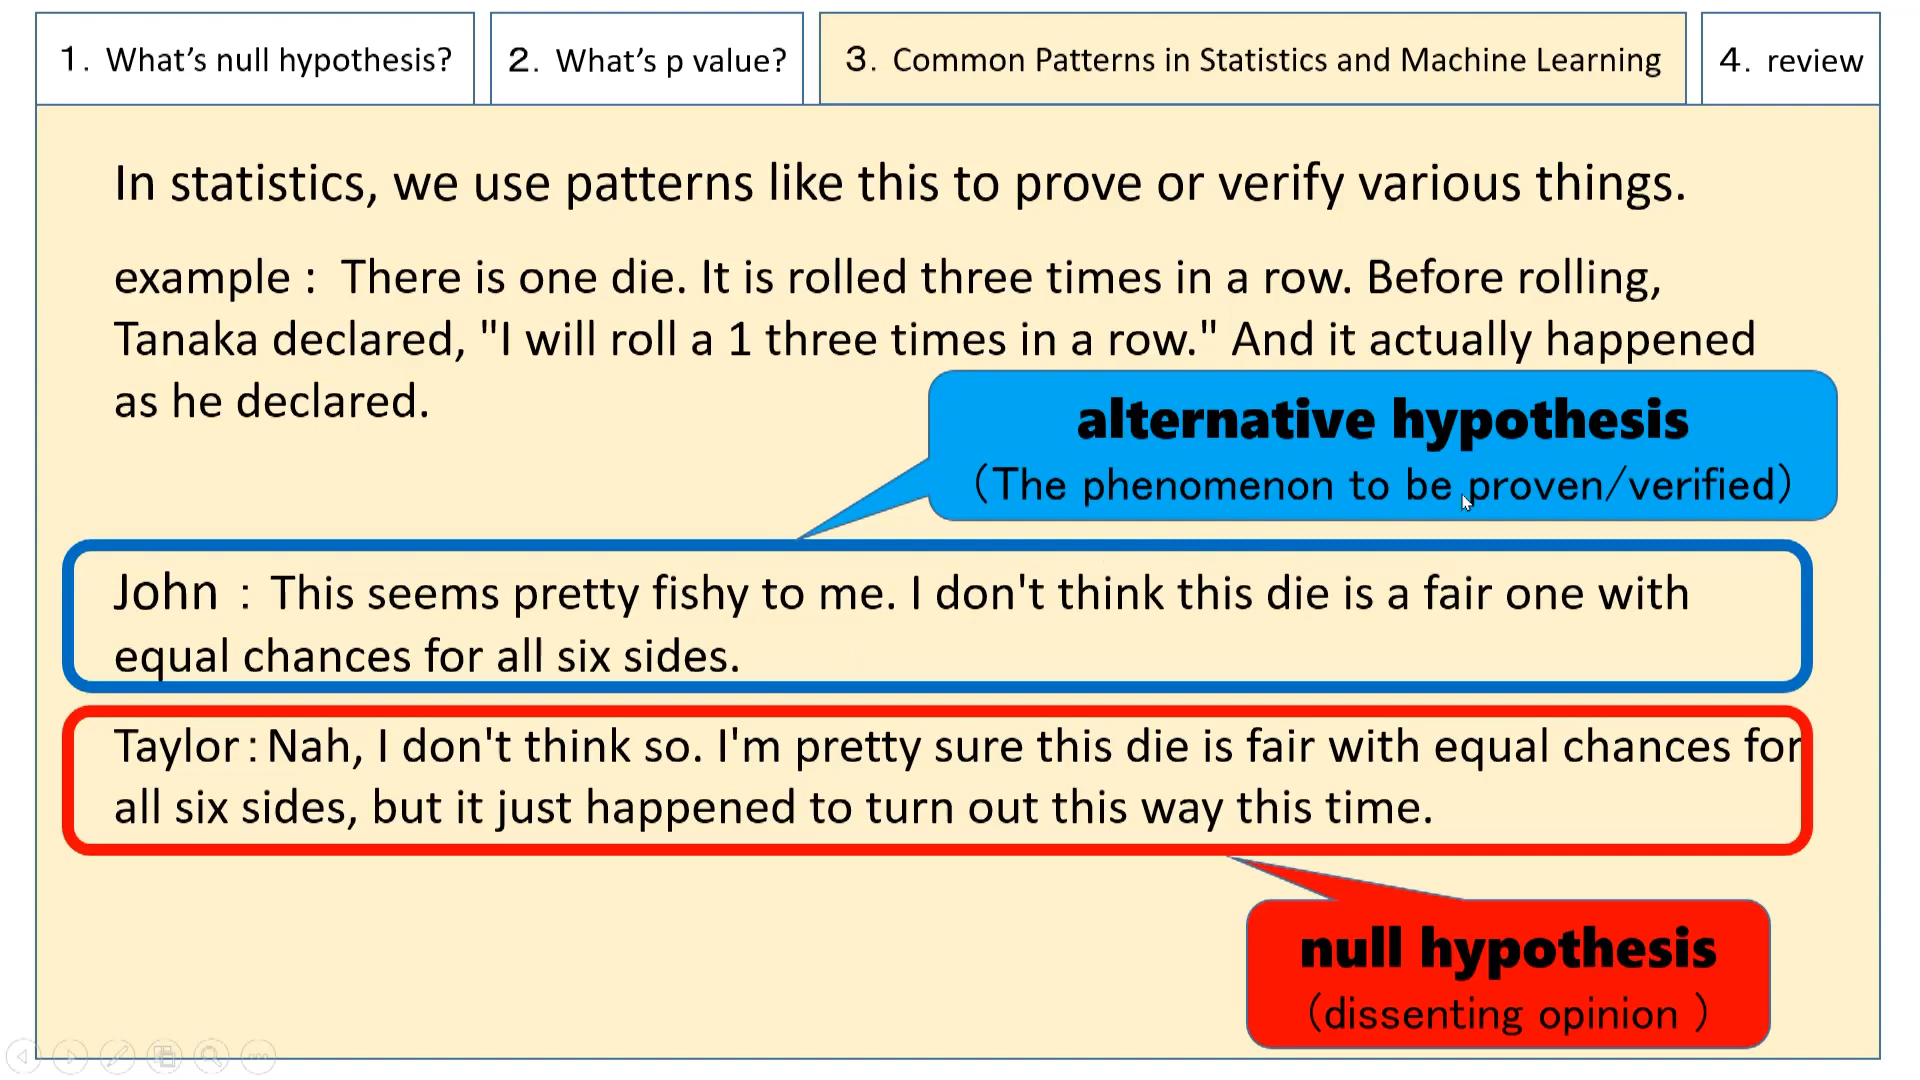 1. What's null hypothesis?
2. What's p value?
3. Common Patterns in Statistics and Machine Learning
4. review
In statistics, we use patterns like this to prove or verify various things.
example : There is one die. It is rolled three times in a row. Before rolling,
Tanaka declared, "I will roll a 1 three times in a row." And it actually happened
as he declared.
alternative hypothesis
(The phenomenon to be proven/verified)
John : This seems pretty fishy to me. I don't think this die is a fair one with
equal chances for all six sides.
Taylor : Nah, I don't think so. I'm pretty sure this die is fair with equal chances for
all six sides, but it just happened to turn out this way this time.
null hypothesis
(dissenting opinion )